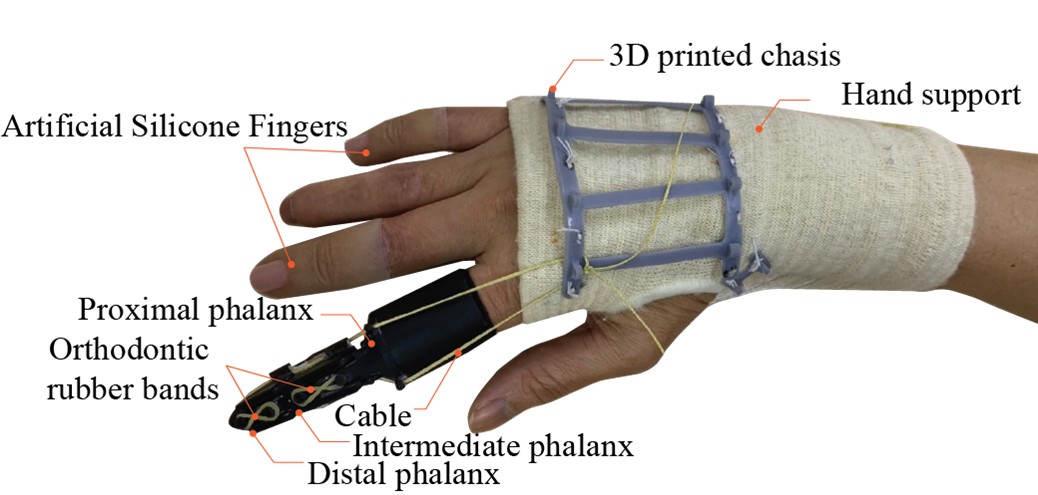 3D printed chasis
Hand support
Artificial Silicone Fingers
Proximal phalanx
Orthodontic
rubber bands
Cable
Intermediate phalanx
Distal phalanx